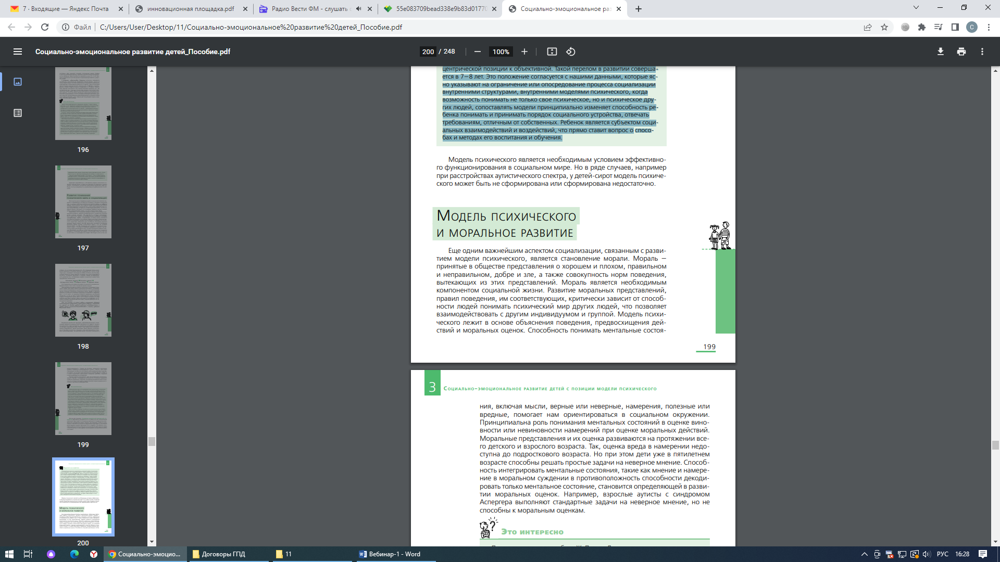 7 · Входящие — Яндекс Почта
инновационная площадка.pdf
Радио Вести ФМ - слушать
55e083709bead338e9b83d01770
Социально-эмоциональное раз
Файл
C:/Users/User/Desktop/11/Социально-эмоциональное%20развитие%20детей_Пособие.pdf
С
Социально-эмоциональное развитие детей_Пособие.pdf
200 / 248
100%
196
197
198
199
200
центрической позиции к объективной. Такой перелом в развитии соверша-
ется в 7—8 лет. Это положение согласуется с нашими данными, которые яс-
но указывают на ограничение или опосредование процесса социализации
внутренними структурами, внутренними моделями психического, когда
возможность понимать не только свое психическое, но и психическое дру-
гих людей, сопоставлять модели принципиально изменяет способность ре-
бенка понимать и принимать порядок социального устройства, отвечать
требованиям, отличным от собственных. Ребенок является субъектом соци-
альных взаимодействий и воздействий, что прямо ставит вопрос о спосо-
бах и методах его воспитания и обучения.
Модель психического является необходимым условием эффективно-
го функционирования в социальном мире. Но в ряде случаев, например
при расстройствах аутистического спектра, у детей-сирот модель психиче-
ского может быть не сформирована или сформирована недостаточно.
Модель психического
и моральное развитие
Еще одним важнейшим аспектом социализации, связанным с разви-
тием модели психического, является становление морали. Мораль —
принятые в обществе представления о хорошем и плохом, правильном
и неправильном, добре и зле, а также совокупность норм поведения,
вытекающих из этих представлений. Мораль является необходимым
компонентом социальной жизни. Развитие моральных представлений,
правил поведения, им соответствующих, критически зависит от способ-
ности людей понимать психический мир других людей, что позволяет
взаимодействовать с другим индивидуумом и группой. Модель психи-
ческого лежит в основе объяснения поведения, предвосхищения дей-
ствий и моральных оценок. Способность понимать ментальные состоя-
199
3
Социально-эмоциональное развитие детей с позиции модели психического
ния, включая мысли, верные или неверные, намерения, полезные или
вредные, помогает нам ориентироваться в социальном окружении.
Принципиальна роль понимания ментальных состояний в оценке вино-
вности или невиновности намерений при оценке моральных действий.
Моральные представления и их оценка развиваются на протяжении все-
го детского и взрослого возраста. Так, оценка вреда в намерении недо-
ступна до подросткового возраста. Но при этом дети уже в пятилетнем
возрасте способны решать простые задачи на неверное мнение. Способ-
ность интегрировать ментальные состояния, такие как мнение и намере-
ние в моральном суждении в противоположность способности декоди-
ровать только ментальное состояние, становится определяющей в разви-
тии моральных оценок. Например, взрослые аутисты с синдромом
Аспергера выполняют стандартные задачи на неверное мнение, но не
способны к моральным оценкам.
Это интересно
Социально-эмоцио...
Договоры ГПД
11
Вебинар-1 - Word
РУС
16:28